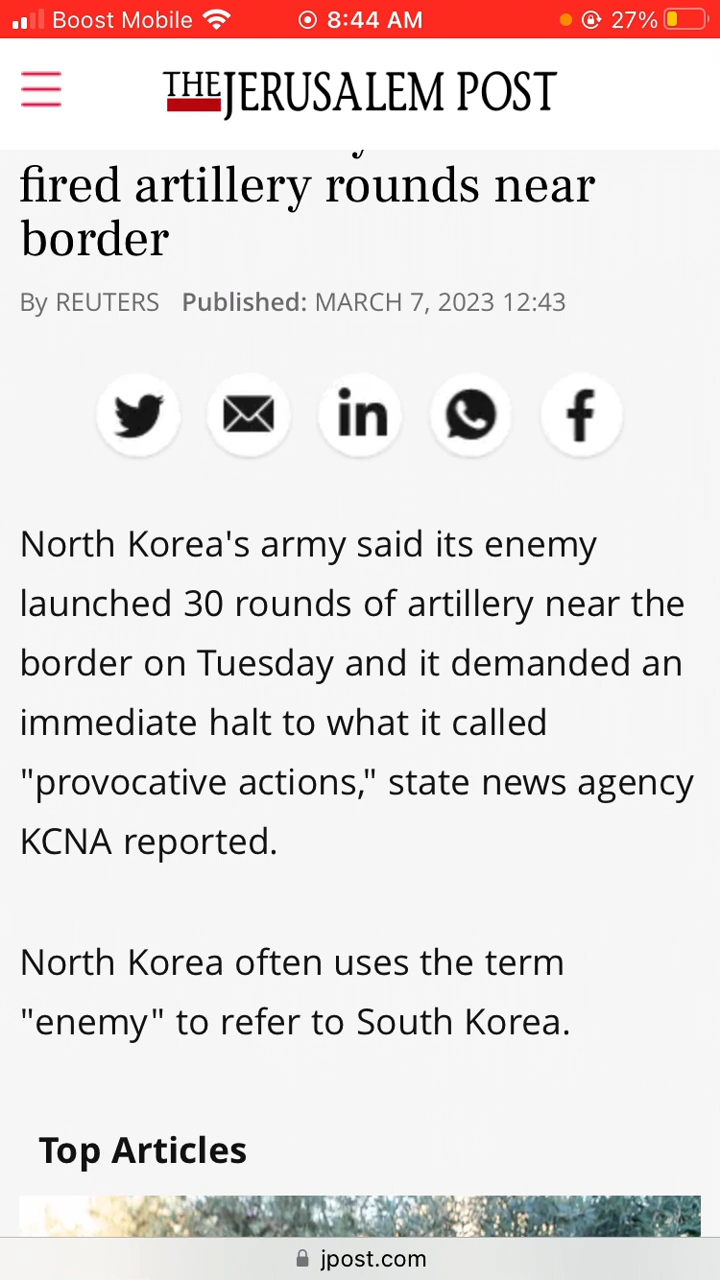 Boost Mobile 8:44 AM 27%
THE JERUSALEM POST
fired artillery rounds near
border
By REUTERS Published: MARCH 7, 2023 12:43
North Korea's army said its enemy
launched 30 rounds of artillery near the
border on Tuesday and it demanded an
immediate halt to what it called
"provocative actions," state news agency
KCNA reported.
North Korea often uses the term
"enemy" to refer to South Korea.
Top Articles
jpost.com